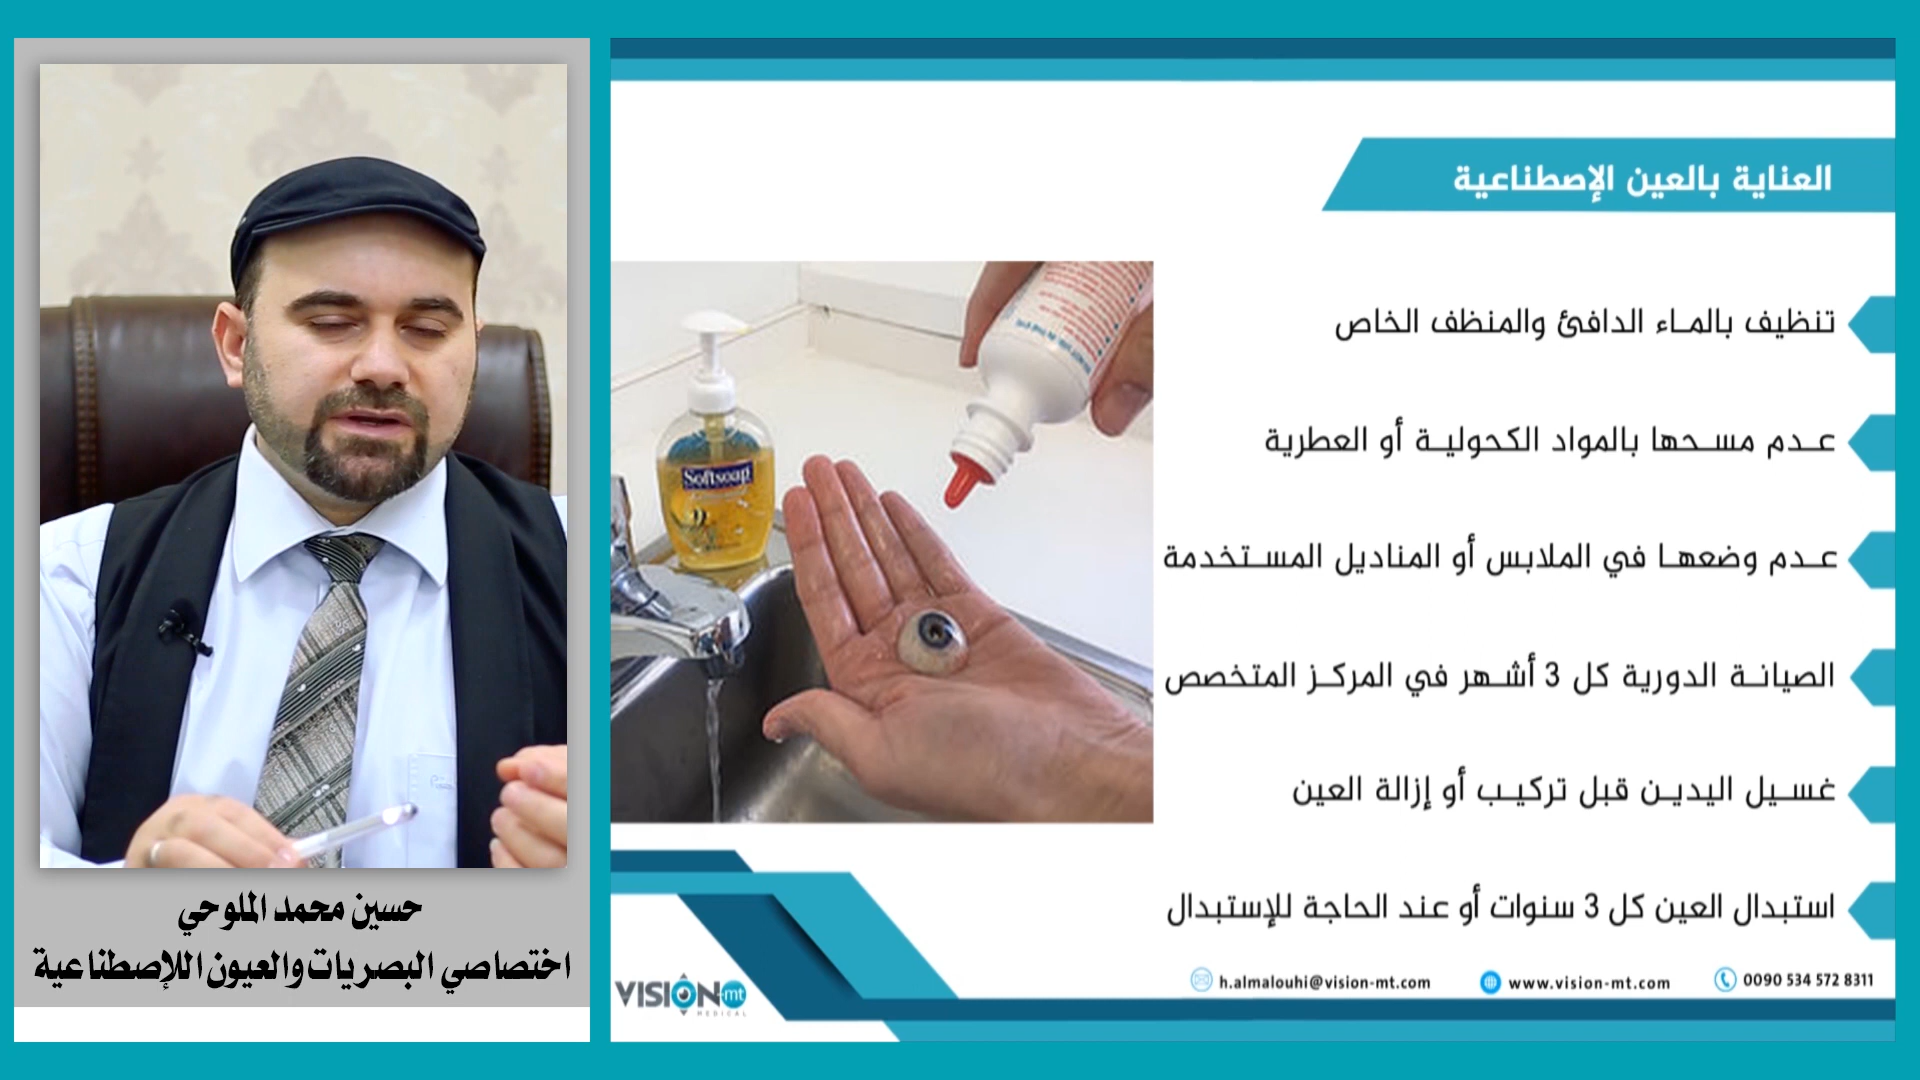 العناية بالعين الإصطناعية
تنظيف بالماء الدافئ والمنظف الخاص
عدم مسحها بالمواد الكحولية أو العطرية
عدم وضعها في الملابس أو المناديل المستخدمة
الصيانة الدورية كل 3 أشهر في المركز المتخصص
غسيل اليدين قبل تركيب أو إزالة العين
استبدال العين كل 3 سنوات أو عند الحاجة للإستبدال
Softsoap
VISION mt
MEDICAL
h.almalouhi@vision-mt.com
www.vision-mt.com
0090 534 572 8311
حسين محمد الملوحي
اختصاصي البصريات والعيون اللإصطناعية